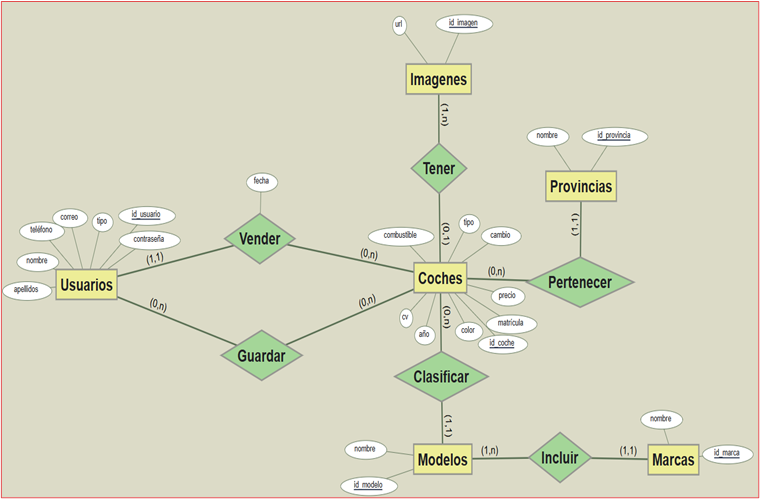 url
id_imagen
Imagenes
(1,n)
nombre
id_provincia
Tener
Provincias
fecha
correo
tipo
id_usuario
teléfono
contraseña
Vender
combustible
tipo
cambio
(0,1)
(1,1)
nombre
apellidos
Usuarios
(1,1)
(0,n)
Coches
(0,n)
Pertenecer
(0,n)
(0,n)
(0,n)
precio
cv
año
color
matrícula
id_coche
Guardar
Clasificar
(1,1)
nombre
nombre
id_modelo
Modelos
(1,n)
Incluir
(1,1)
Marcas
id_marca